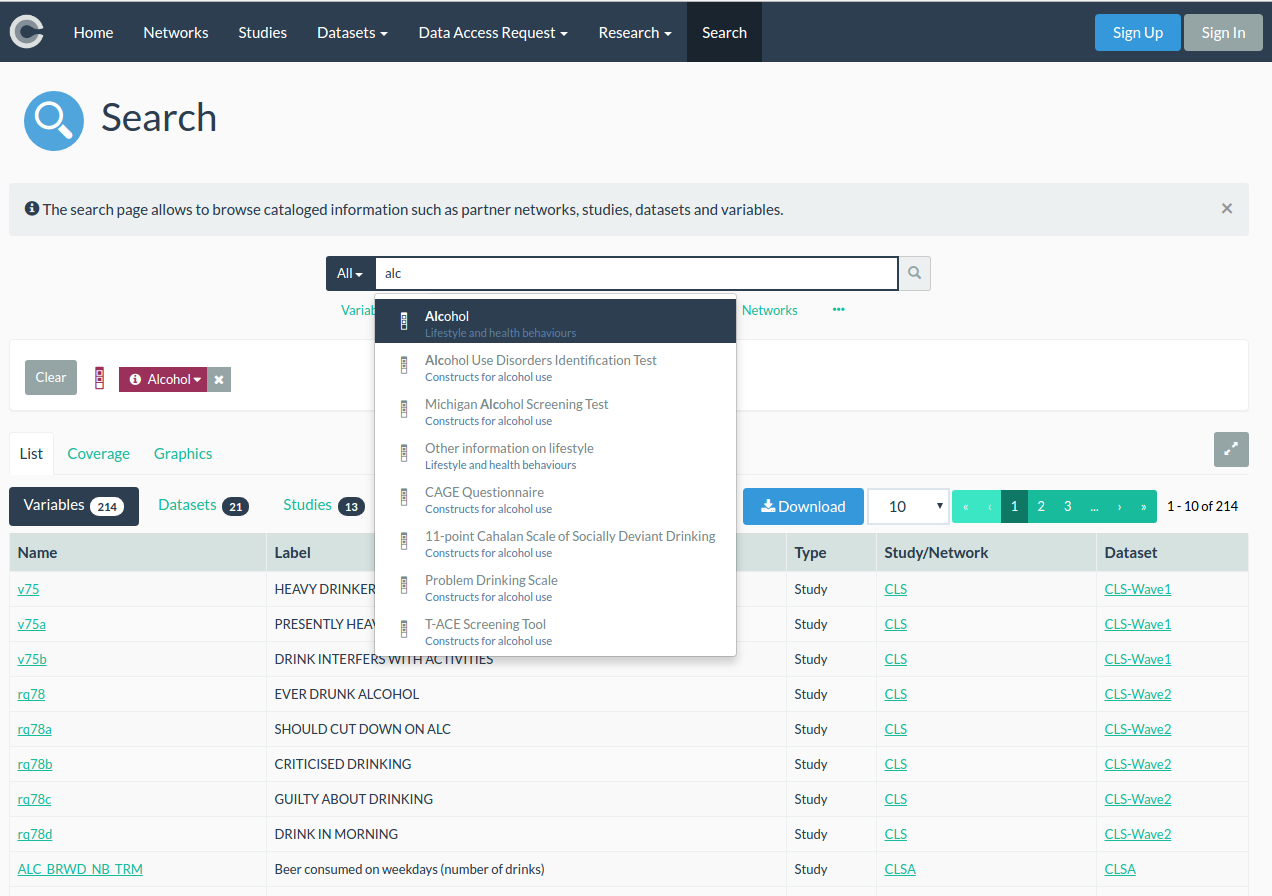 Home Networks Studies Datasets Data Access Request Research Search Sign Up Sign In
Search
The search page allows to browse cataloged information such as partner networks, studies, datasets and variables. ×
All alc
Networks •••
Alcohol
Lifestyle and health behaviours
Alcohol Use Disorders Identification Test
Constructs for alcohol use
Michigan Alcohol Screening Test
Constructs for alcohol use
Other information on lifestyle
Lifestyle and health behaviours
CAGE Questionnaire
Constructs for alcohol use
11-point Cahalan Scale of Socially Deviant Drinking
Constructs for alcohol use
Problem Drinking Scale
Constructs for alcohol use
T-ACE Screening Tool
Constructs for alcohol use
Clear Alcohol
List Coverage Graphics
Variables 214 Datasets 21 Studies 13 Download 10 « ‹ 1 2 3 ... › » 1 - 10 of 214
Name Label Type Study/Network Dataset
v75 HEAVY DRINKER Study CLS CLS-Wave1
v75a PRESENTLY Study CLS CLS-Wave1
v75b DRINK INTERFERS WITH ACTIVITIES Study CLS CLS-Wave1
rq78 EVER DRUNK ALCOHOL Study CLS CLS-Wave2
rq78a SHOULD CUT DOWN ON ALC Study CLS CLS-Wave2
rq78b CRITICISED DRINKING Study CLS CLS-Wave2
rq78c GUILTY ABOUT DRINKING Study CLS CLS-Wave2
rq78d DRINK IN MORNING Study CLS CLS-Wave2
ALC_BRWD_NB_TRM Beer consumed on weekdays (number of drinks) Study CLSA CLSA